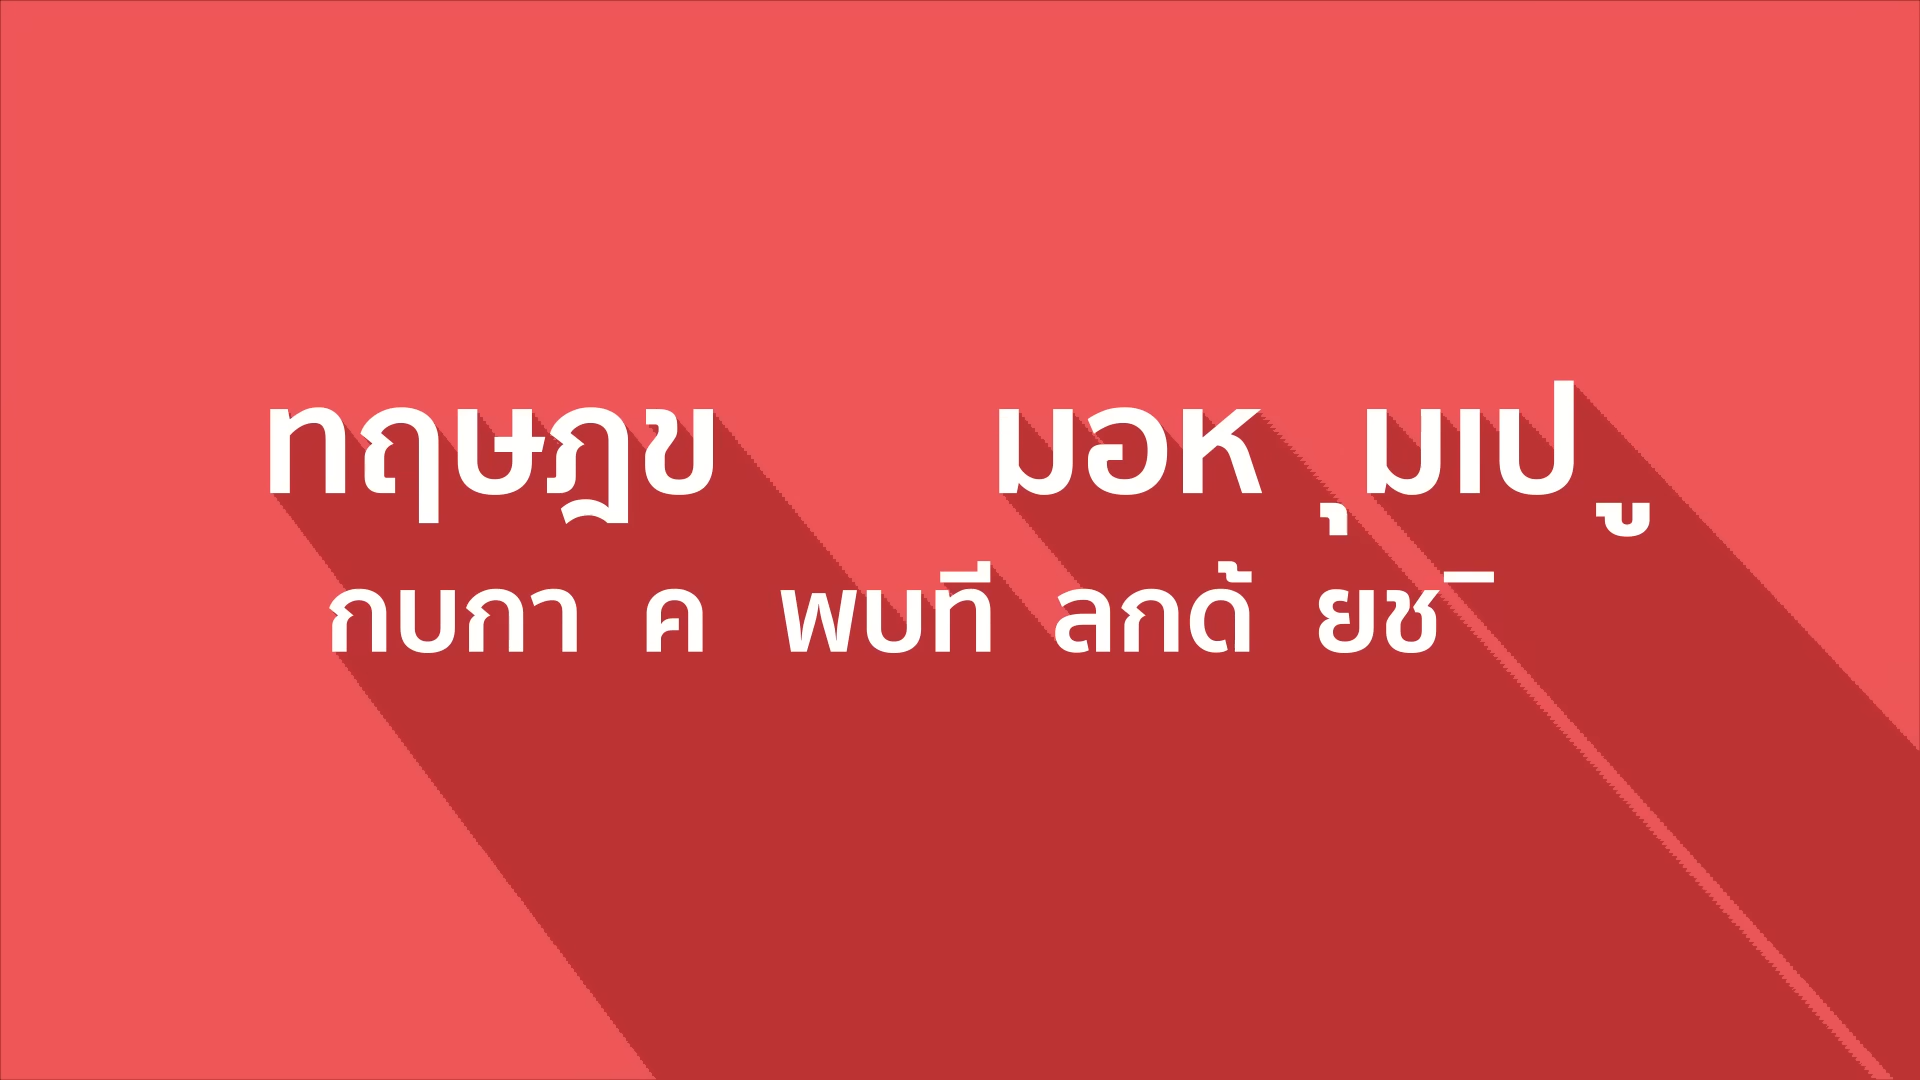 ทฤษฎข มอห ุมเป ู
กบกา ค พบที ลกด้ ยช ิ